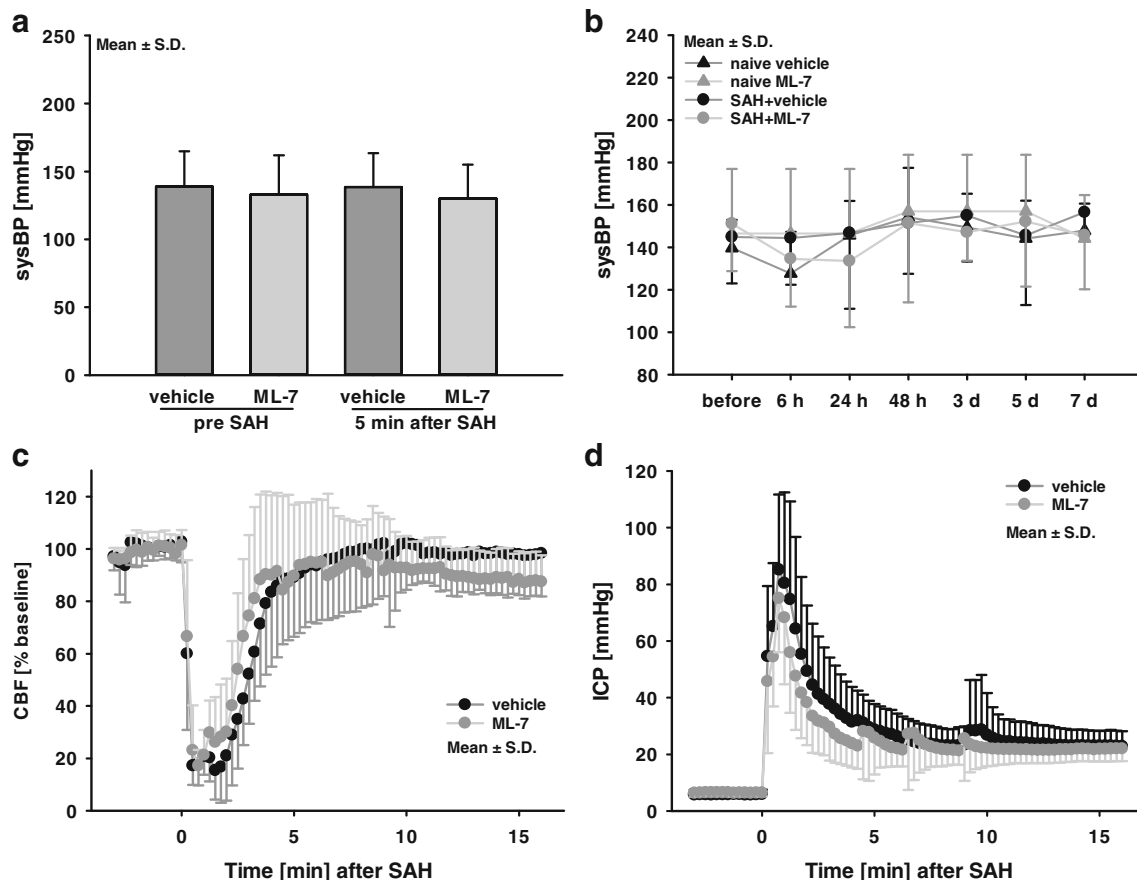 a
Mean ± S.D.
sysBP [mmHg]
250
200
150
100
50
0
vehicle ML-7 vehicle ML-7
pre SAH 5 min after SAH
b
Mean ± S.D.
naive vehicle
naive ML-7
SAH+vehicle
SAH+ML-7
sysBP [mmHg]
240
220
200
180
160
140
120
100
80
before 6 h 24 h 48 h 3 d 5 d 7 d
c
CBF [% baseline]
120
100
80
60
40
20
0
vehicle
ML-7
Mean ± S.D.
0 5 10 15
Time [min] after SAH
d
vehicle
ML-7
Mean ± S.D.
ICP [mmHg]
120
100
80
60
40
20
0
0 5 10 15
Time [min] after SAH